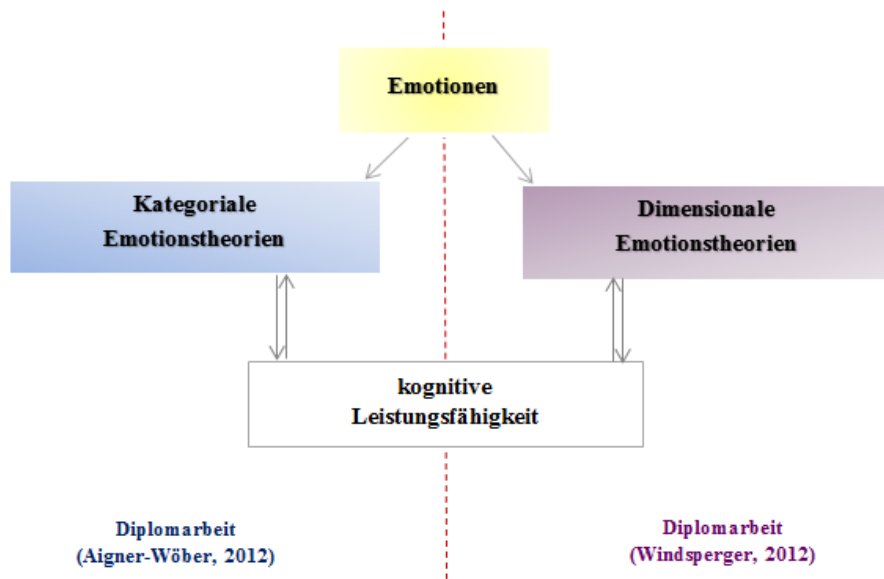 Emotionen
Kategoriale
Emotionstheorien
Dimensionale
Emotionstheorien
kognitive
Leistungsfähigkeit
Diplomarbeit
(Aigner-Wöber, 2012)
Diplomarbeit
(Windsperger, 2012)